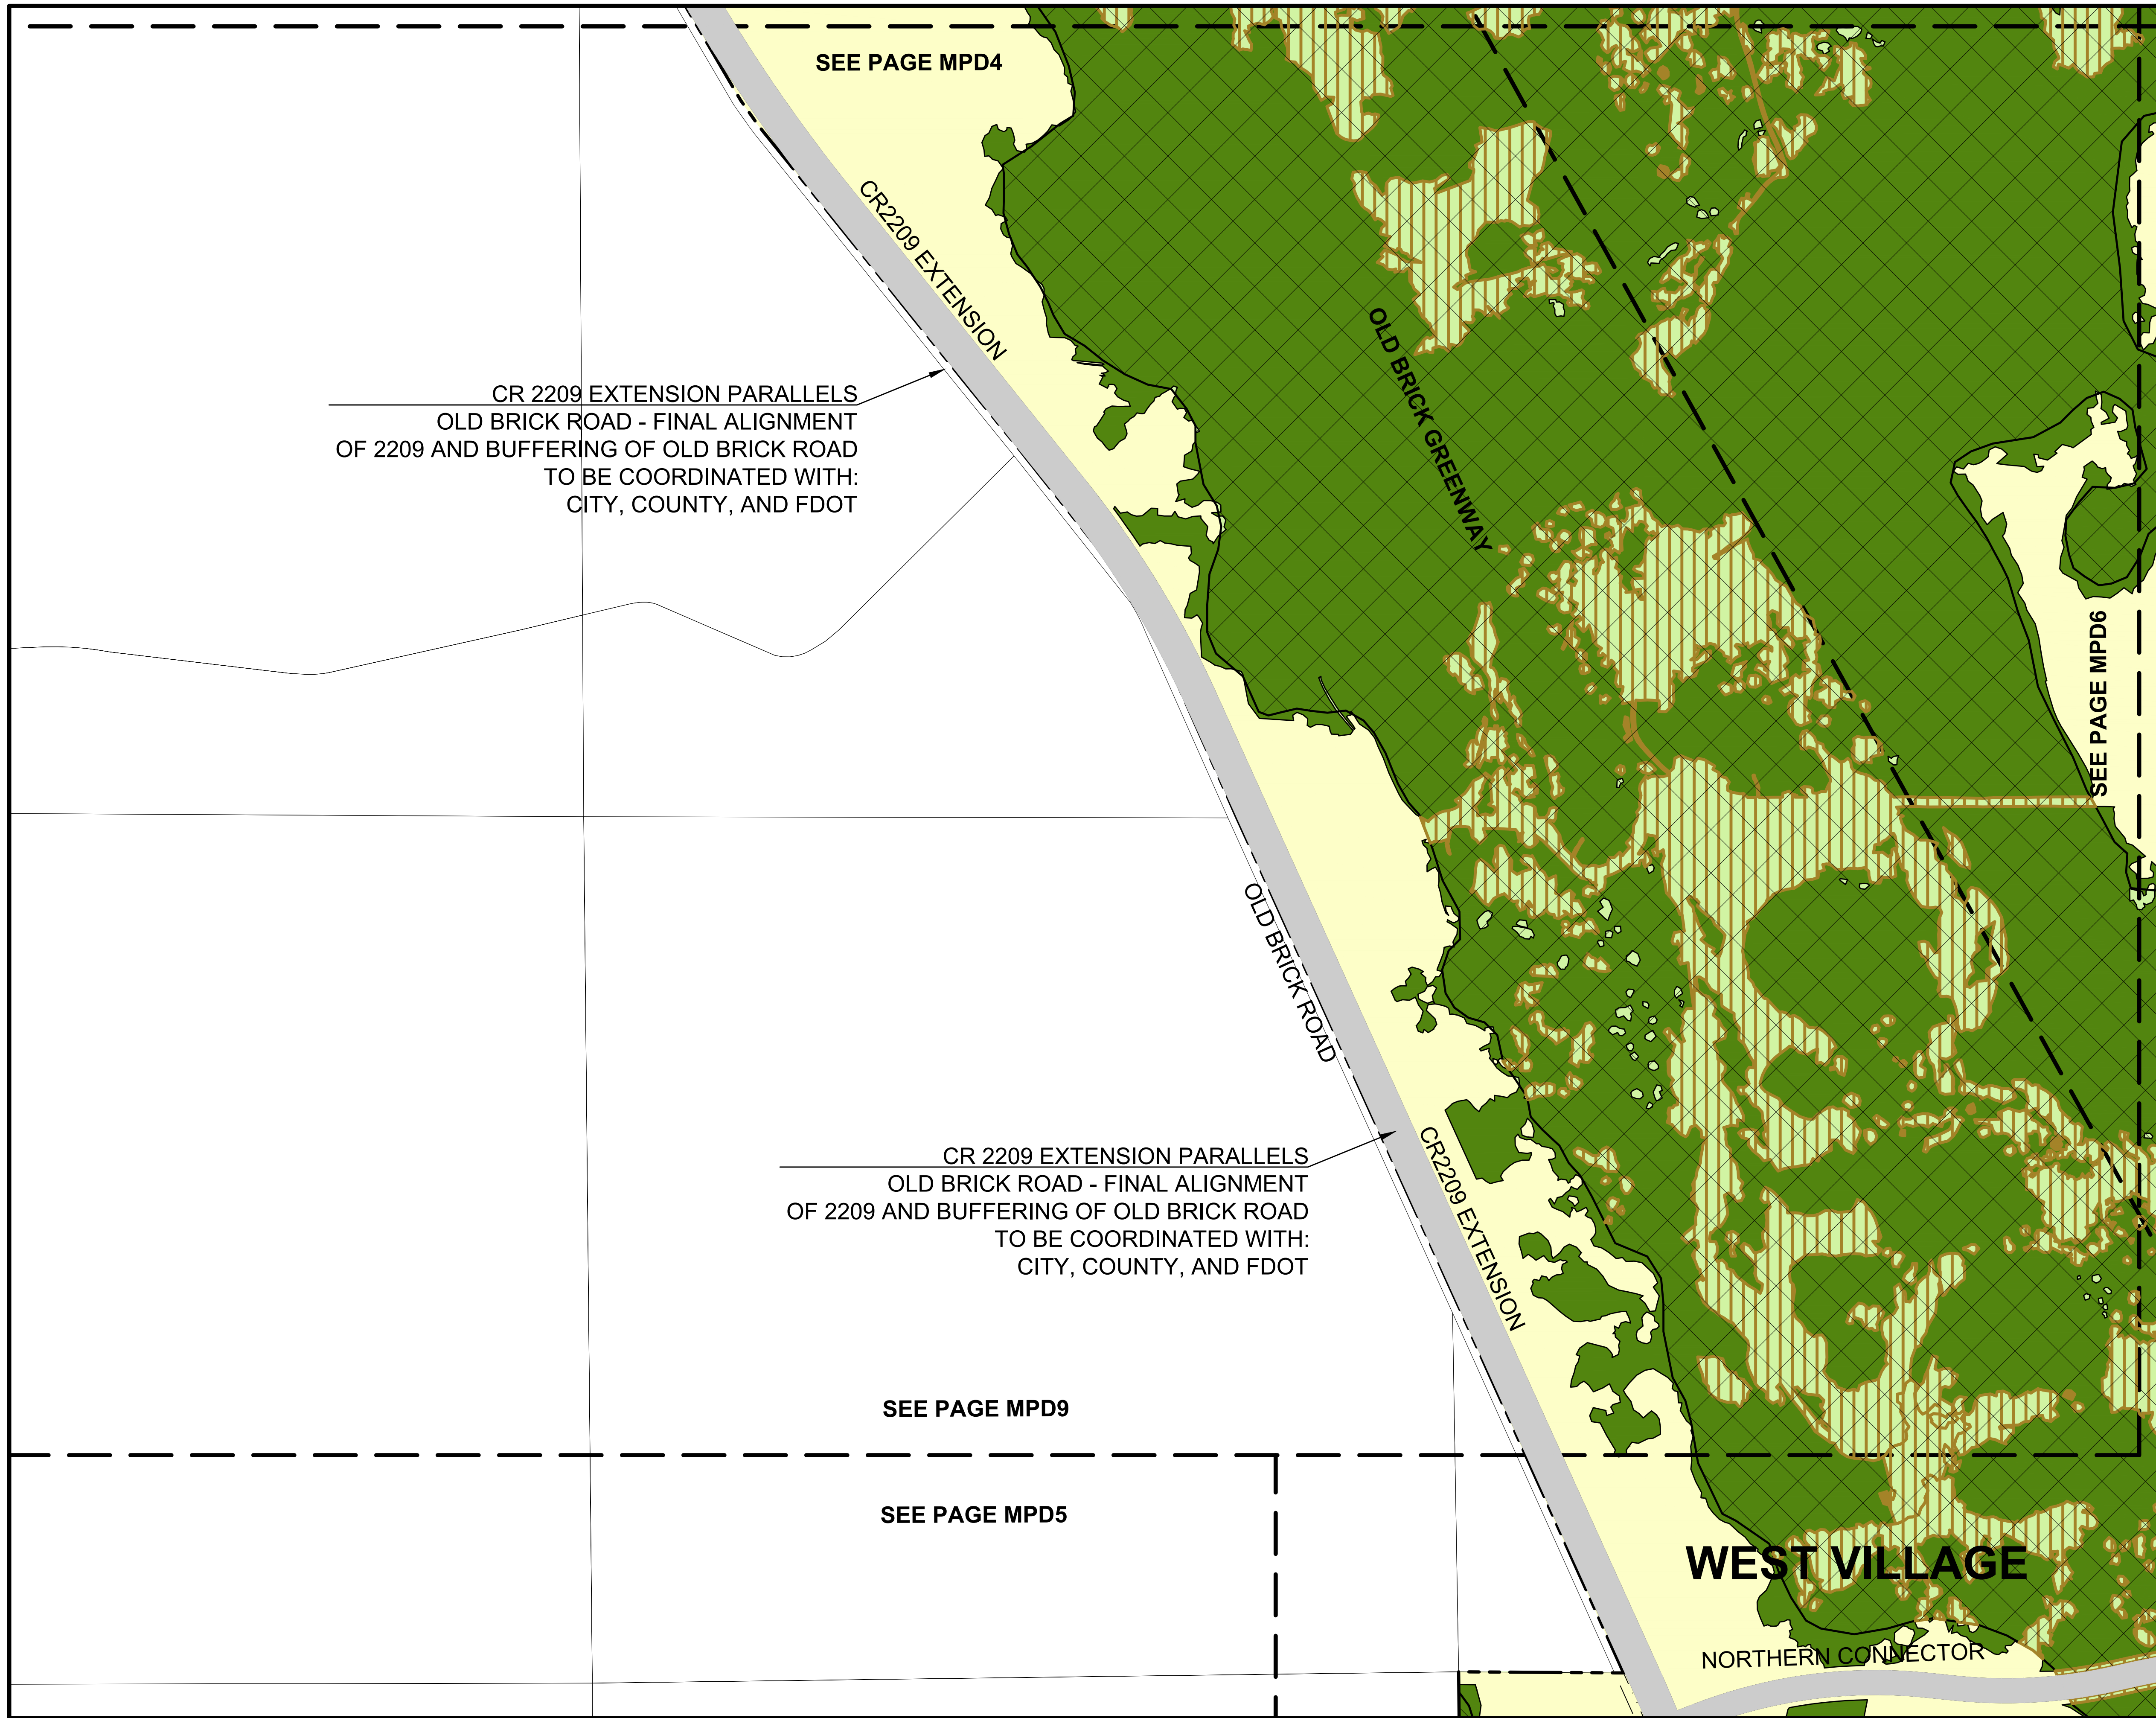 SEE PAGE MPD4
CR2209 EXTENSION
CR 2209 EXTENSION PARALLELS
OLD BRICK ROAD - FINAL ALIGNMENT
OF 2209 AND BUFFERING OF OLD BRICK ROAD
TO BE COORDINATED WITH:
CITY, COUNTY, AND FDOT
OLD BRICK GREENWAY
SEE PAGE MPD6
OLD BRICK ROAD
CR 2209 EXTENSION PARALLELS
OLD BRICK ROAD - FINAL ALIGNMENT
OF 2209 AND BUFFERING OF OLD BRICK ROAD
TO BE COORDINATED WITH:
CITY, COUNTY, AND FDOT
CR2209 EXTENSION
SEE PAGE MPD9
SEE PAGE MPD5
WEST VILLAGE
NORTHERN CONNECTOR